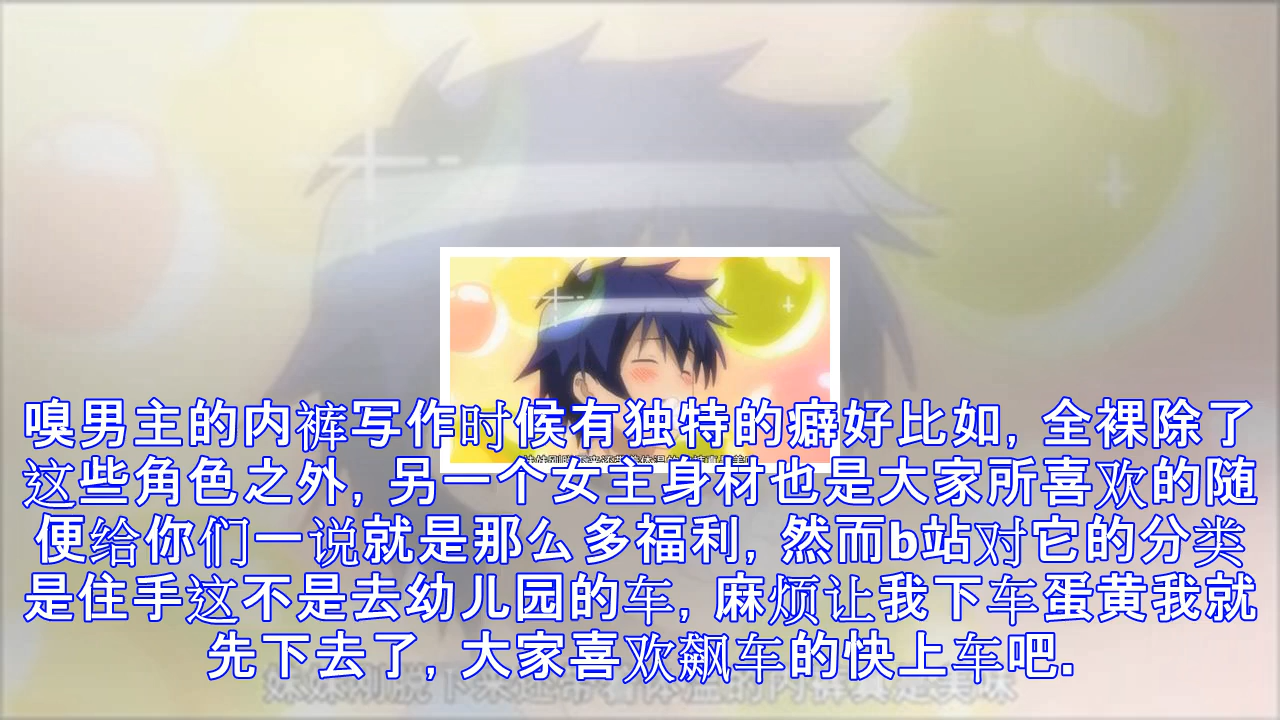 嗅男主的内裤写作时候有独特的癖好比如, 全裸除了
这些角色之外, 另一个女主身材也是大家所喜欢的随
便给你们一说就是那么多福利, 然而b站对它的分类
是住手这不是去幼儿园的车, 麻烦让我下车蛋黄我就
先下去了, 大家喜欢飙车的快上车吧.